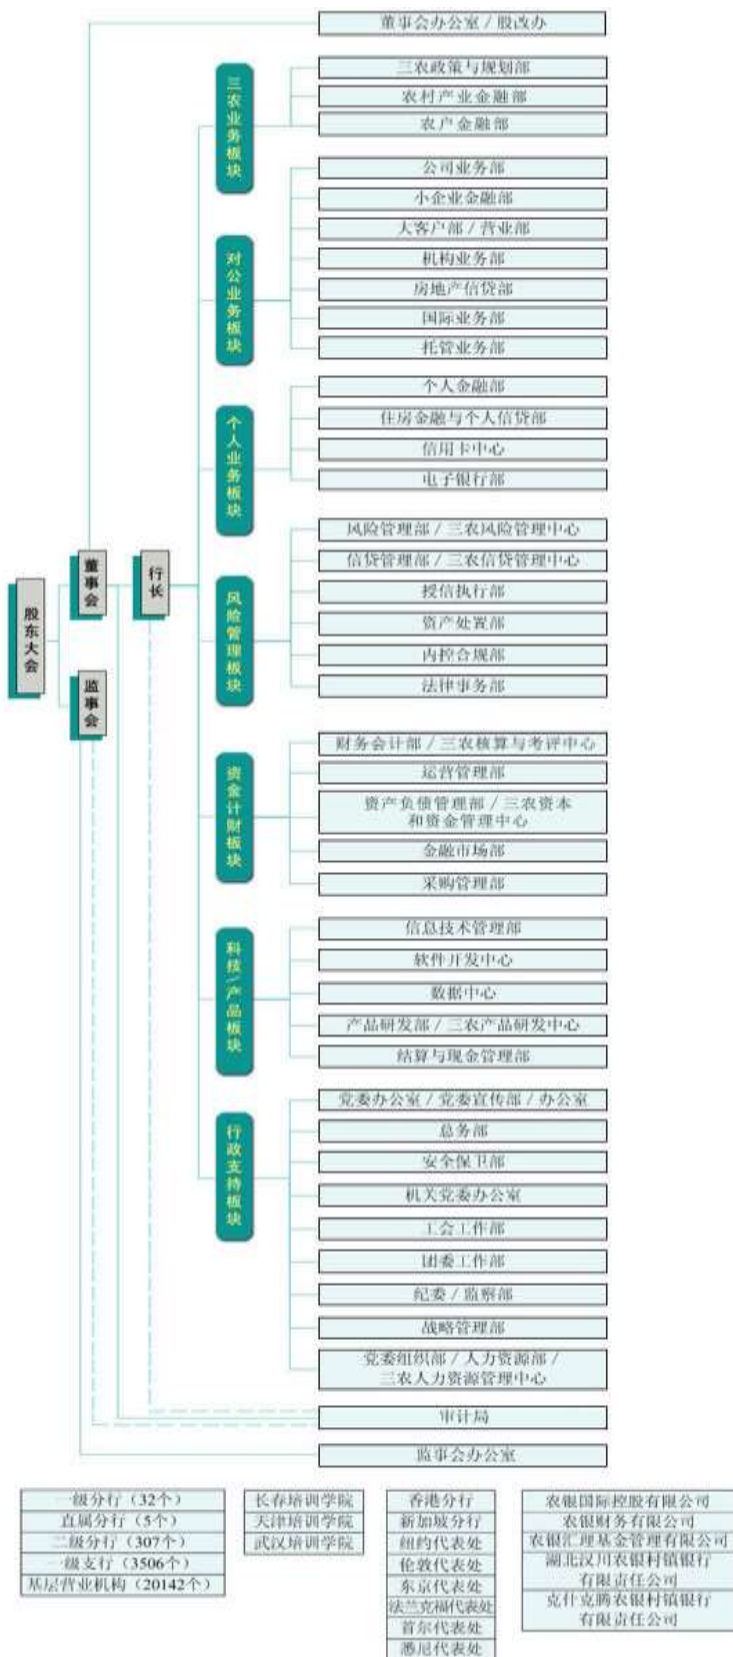 董事会办公室 / 股改办
三农业务板块
三农政策与规划部
农村产业金融部
农户金融部
对公业务板块
公司业务部
小企业金融部
大客户部 / 营业部
机构业务部
房地产信贷部
国际业务部
托管业务部
个人业务板块
个人金融部
住房金融与个人信贷部
信用卡中心
电子银行部
股东大会
董事会
监事会
行长
风险管理板块
风险管理部 / 三农风险管理中心
信贷管理部 / 三农信贷管理中心
授信执行部
资产处置部
内控合规部
法律事务部
资金计财板块
财务会计部 / 三农核算与考评中心
运营管理部
资产负债管理部 / 三农资本
和资金管理中心
金融市场部
采购管理部
科技/产品板块
信息技术管理部
软件开发中心
数据中心
产品研发部 / 三农产品研发中心
结算与现金管理部
行政支持板块
党委办公室 / 党委宣传部 / 办公室
总务部
安全保卫部
机关党委办公室
工会工作部
团委工作部
纪委 / 监察部
战略管理部
党委组织部 / 人力资源部 /
三农人力资源管理中心
审计局
监事会办公室
一级分行（32个）
直属分行（5个）
二级分行（307个）
一级支行（3506个）
基层营业机构（20142个）
长春培训学院
天津培训学院
武汉培训学院
香港分行
新加坡分行
纽约代表处
伦敦代表处
东京代表处
法兰克福代表处
首尔代表处
悉尼代表处
农银国际控股有限公司
农银财务有限公司
农银汇理基金管理有限公司
湖北汉川农银村镇银行
有限责任公司
克什克腾农银村镇银行
有限责任公司